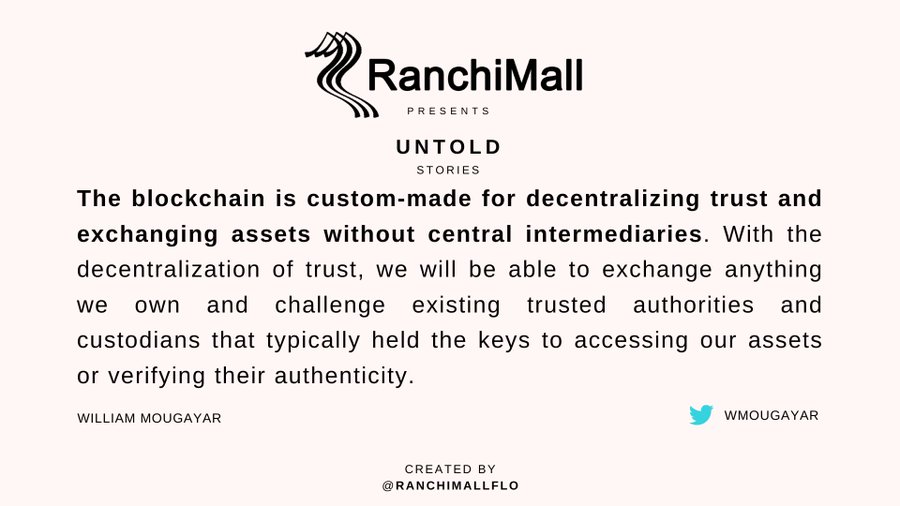 RanchiMall
PRESENTS
UNTOLD
STORIES
The blockchain is custom-made for decentralizing trust and
exchanging assets without central intermediaries. With the
decentralization of trust, we will be able to exchange anything
we own and challenge existing trusted authorities and
custodians that typically held the keys to accessing our assets
or verifying their authenticity.
WILLIAM MOUGAYAR
WMOUGAYAR
CREATED BY
@RANCHIMALLFLO